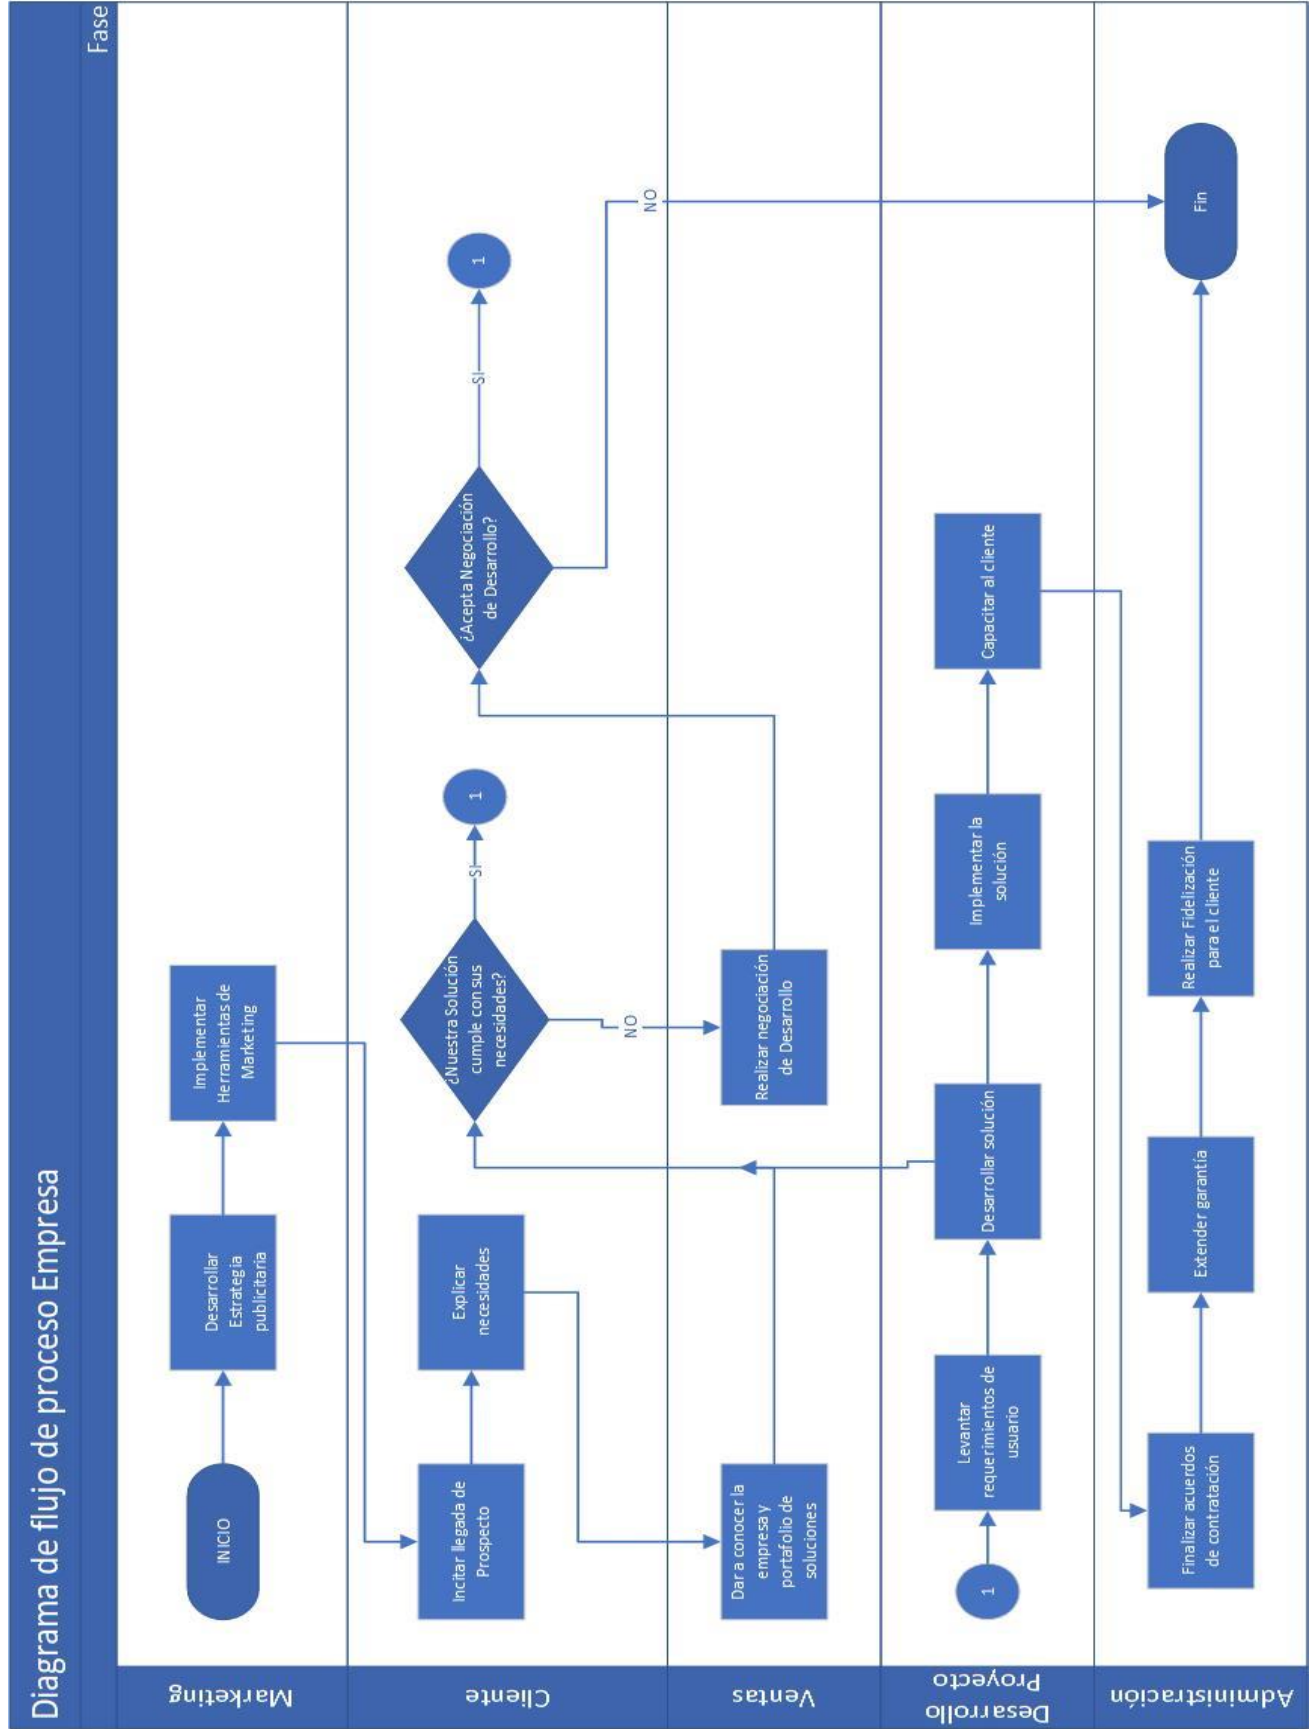 Diagrama de flujo de proceso Empresa
Fase
Marketing
INICIO
Desarrollar
Estrategia
publicitaria
Implementar
Herramientas de
Marketing
Cliente
Incitar llegada de
Prospecto
Explicar
necesidades
¿Nuestra Solución
cumple con sus
necesidades?
SI
1
NO
¿Acepta Negociación
de Desarrollo?
SI
1
NO
Ventas
Dar a conocer la
empresa y
portafolio de
soluciones
Realizar negociación
de Desarrollo
Desarrollo
Proyecto
1
Levantar
requerimientos de
usuario
Desarrollar solución
Implementar la
solución
Capacitar al cliente
Administración
Finalizar acuerdos
de contratación
Extender garantía
Realizar Fidelización
para el cliente
Fin